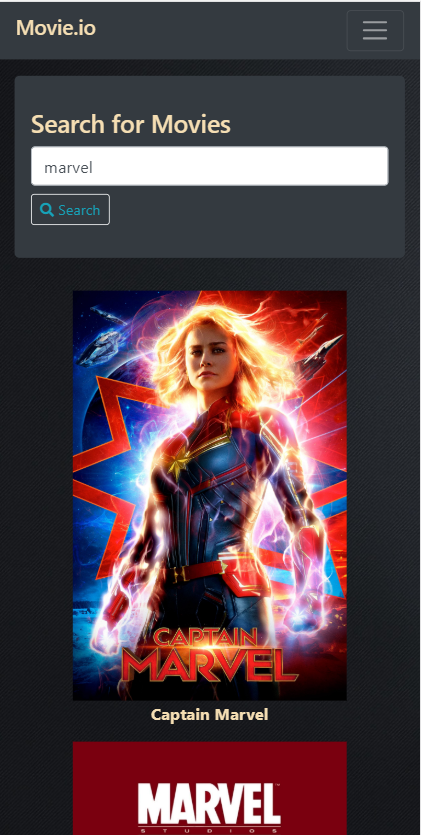 Movie.io
Search for Movies
marvel
Search
CAPTAIN
MARVEL
Captain Marvel
MARVEL
STUDIOS